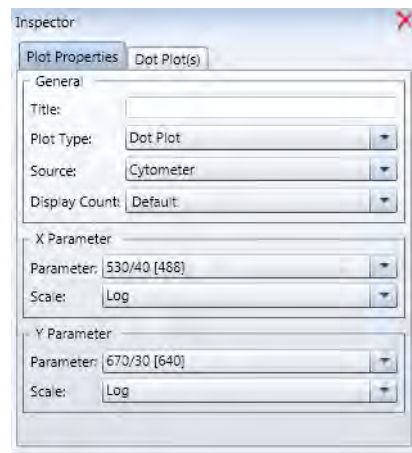 Inspector
Plot Properties Dot Plot(s)
General
Title:
Plot Type: Dot Plot
Source: Cytometer
Display Count: Default
X Parameter
Parameter: 530/40 [488]
Scale: Log
Y Parameter
Parameter: 670/30 [640]
Scale: Log